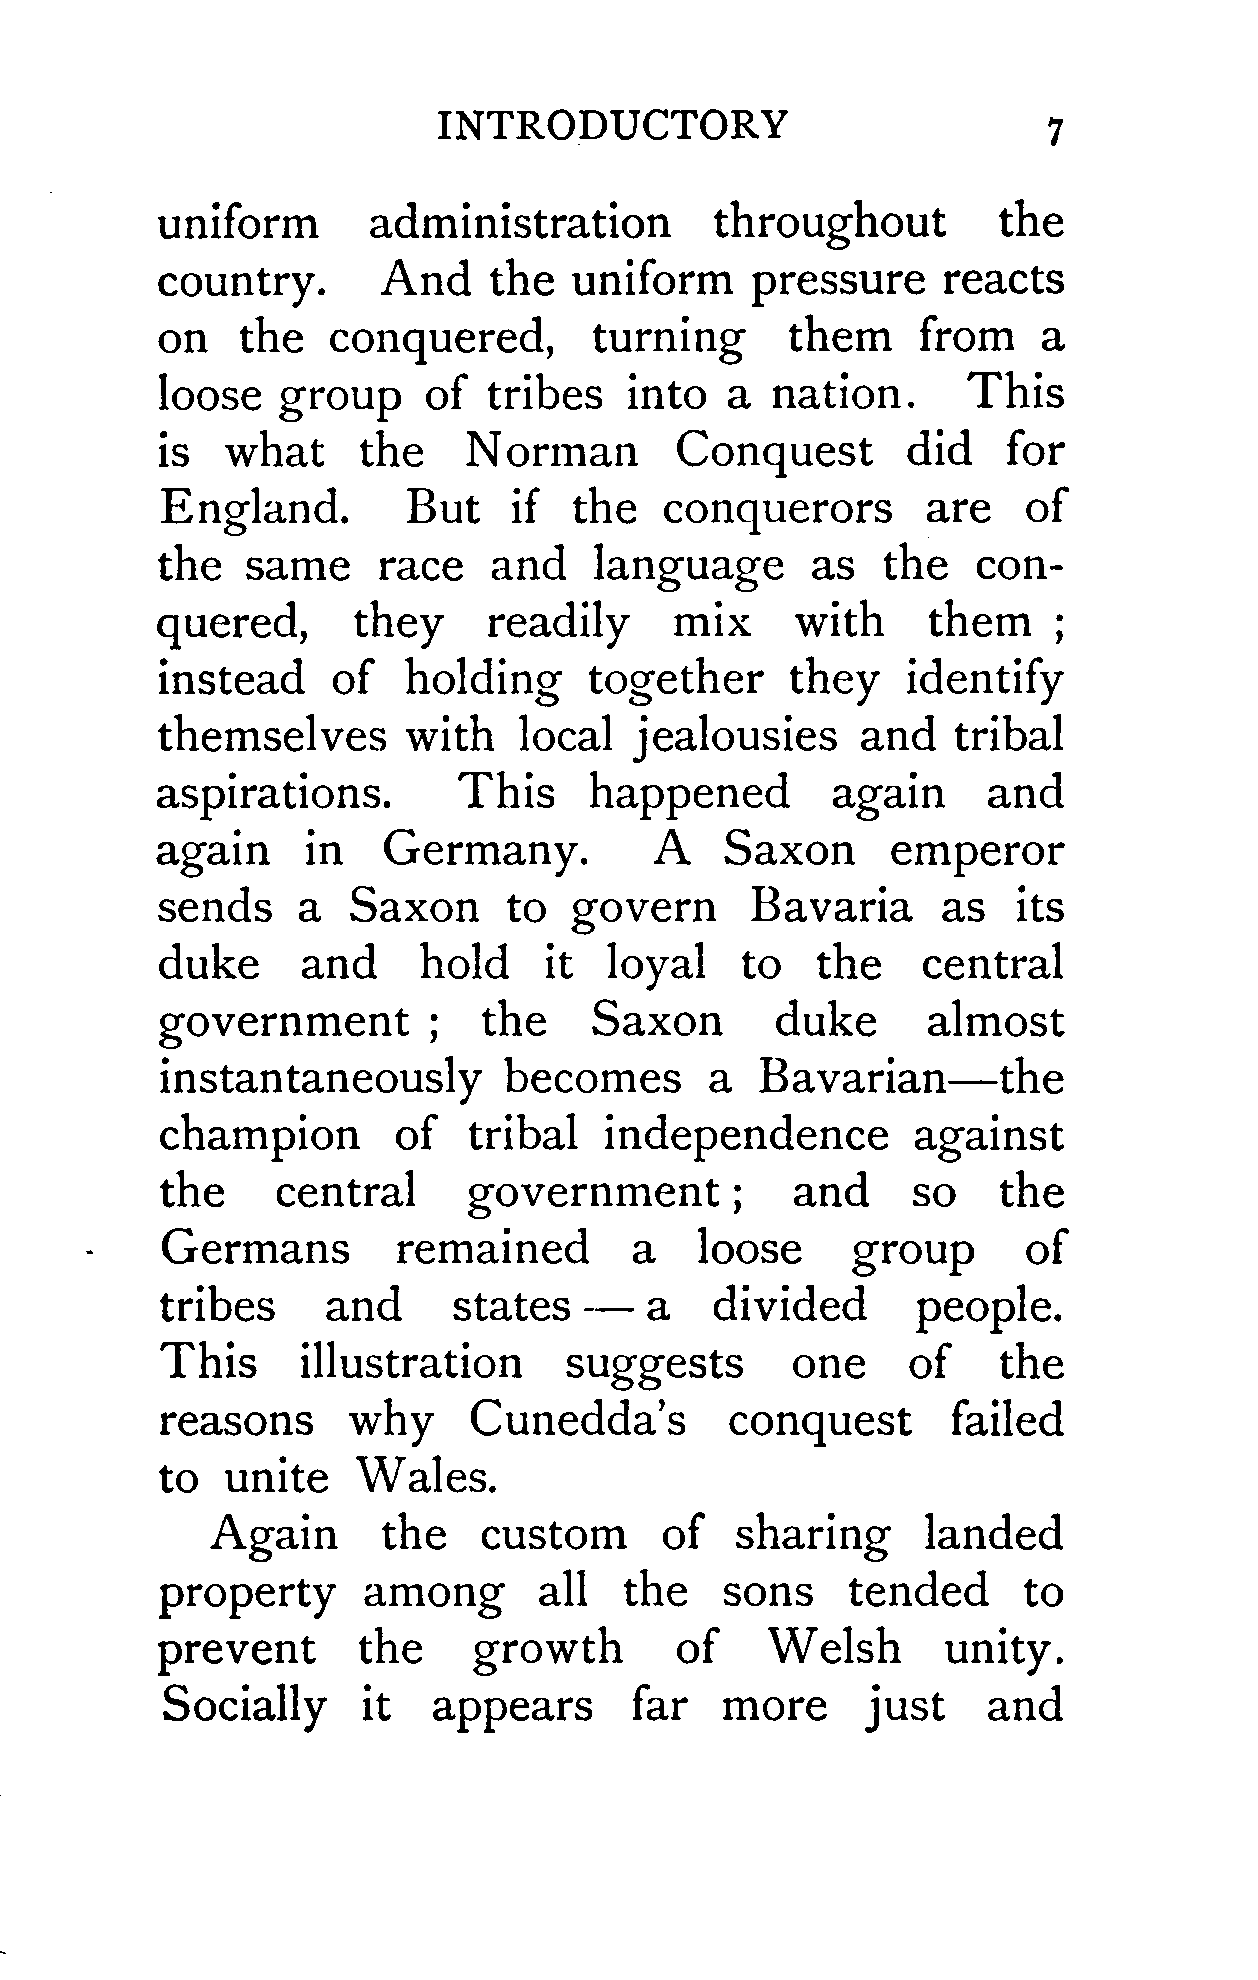 INTRODUCTORY 7
uniform administration throughout the
country. And the uniform pressure reacts
on the conquered, turning them from a
loose group of tribes into a nation. This
is what the Norman Conquest did for
England. But if the conquerors are of
the same race and language as the con-
quered, they readily mix with them ;
instead of holding together they identify
themselves with local jealousies and tribal
aspirations. This happened again and
again in Germany. A Saxon emperor
sends a Saxon to govern Bavaria as its
duke and hold it loyal to the central
government ; the Saxon duke almost
instantaneously becomes a Bavarian—the
champion of tribal independence against
the central government ; and so the
Germans remained a loose group of
tribes and states — a divided people.
This illustration suggests one of the
reasons why Cunedda's conquest failed
to unite Wales.
Again the custom of sharing landed
property among all the sons tended to
prevent the growth of Welsh unity.
Socially it appears far more just and